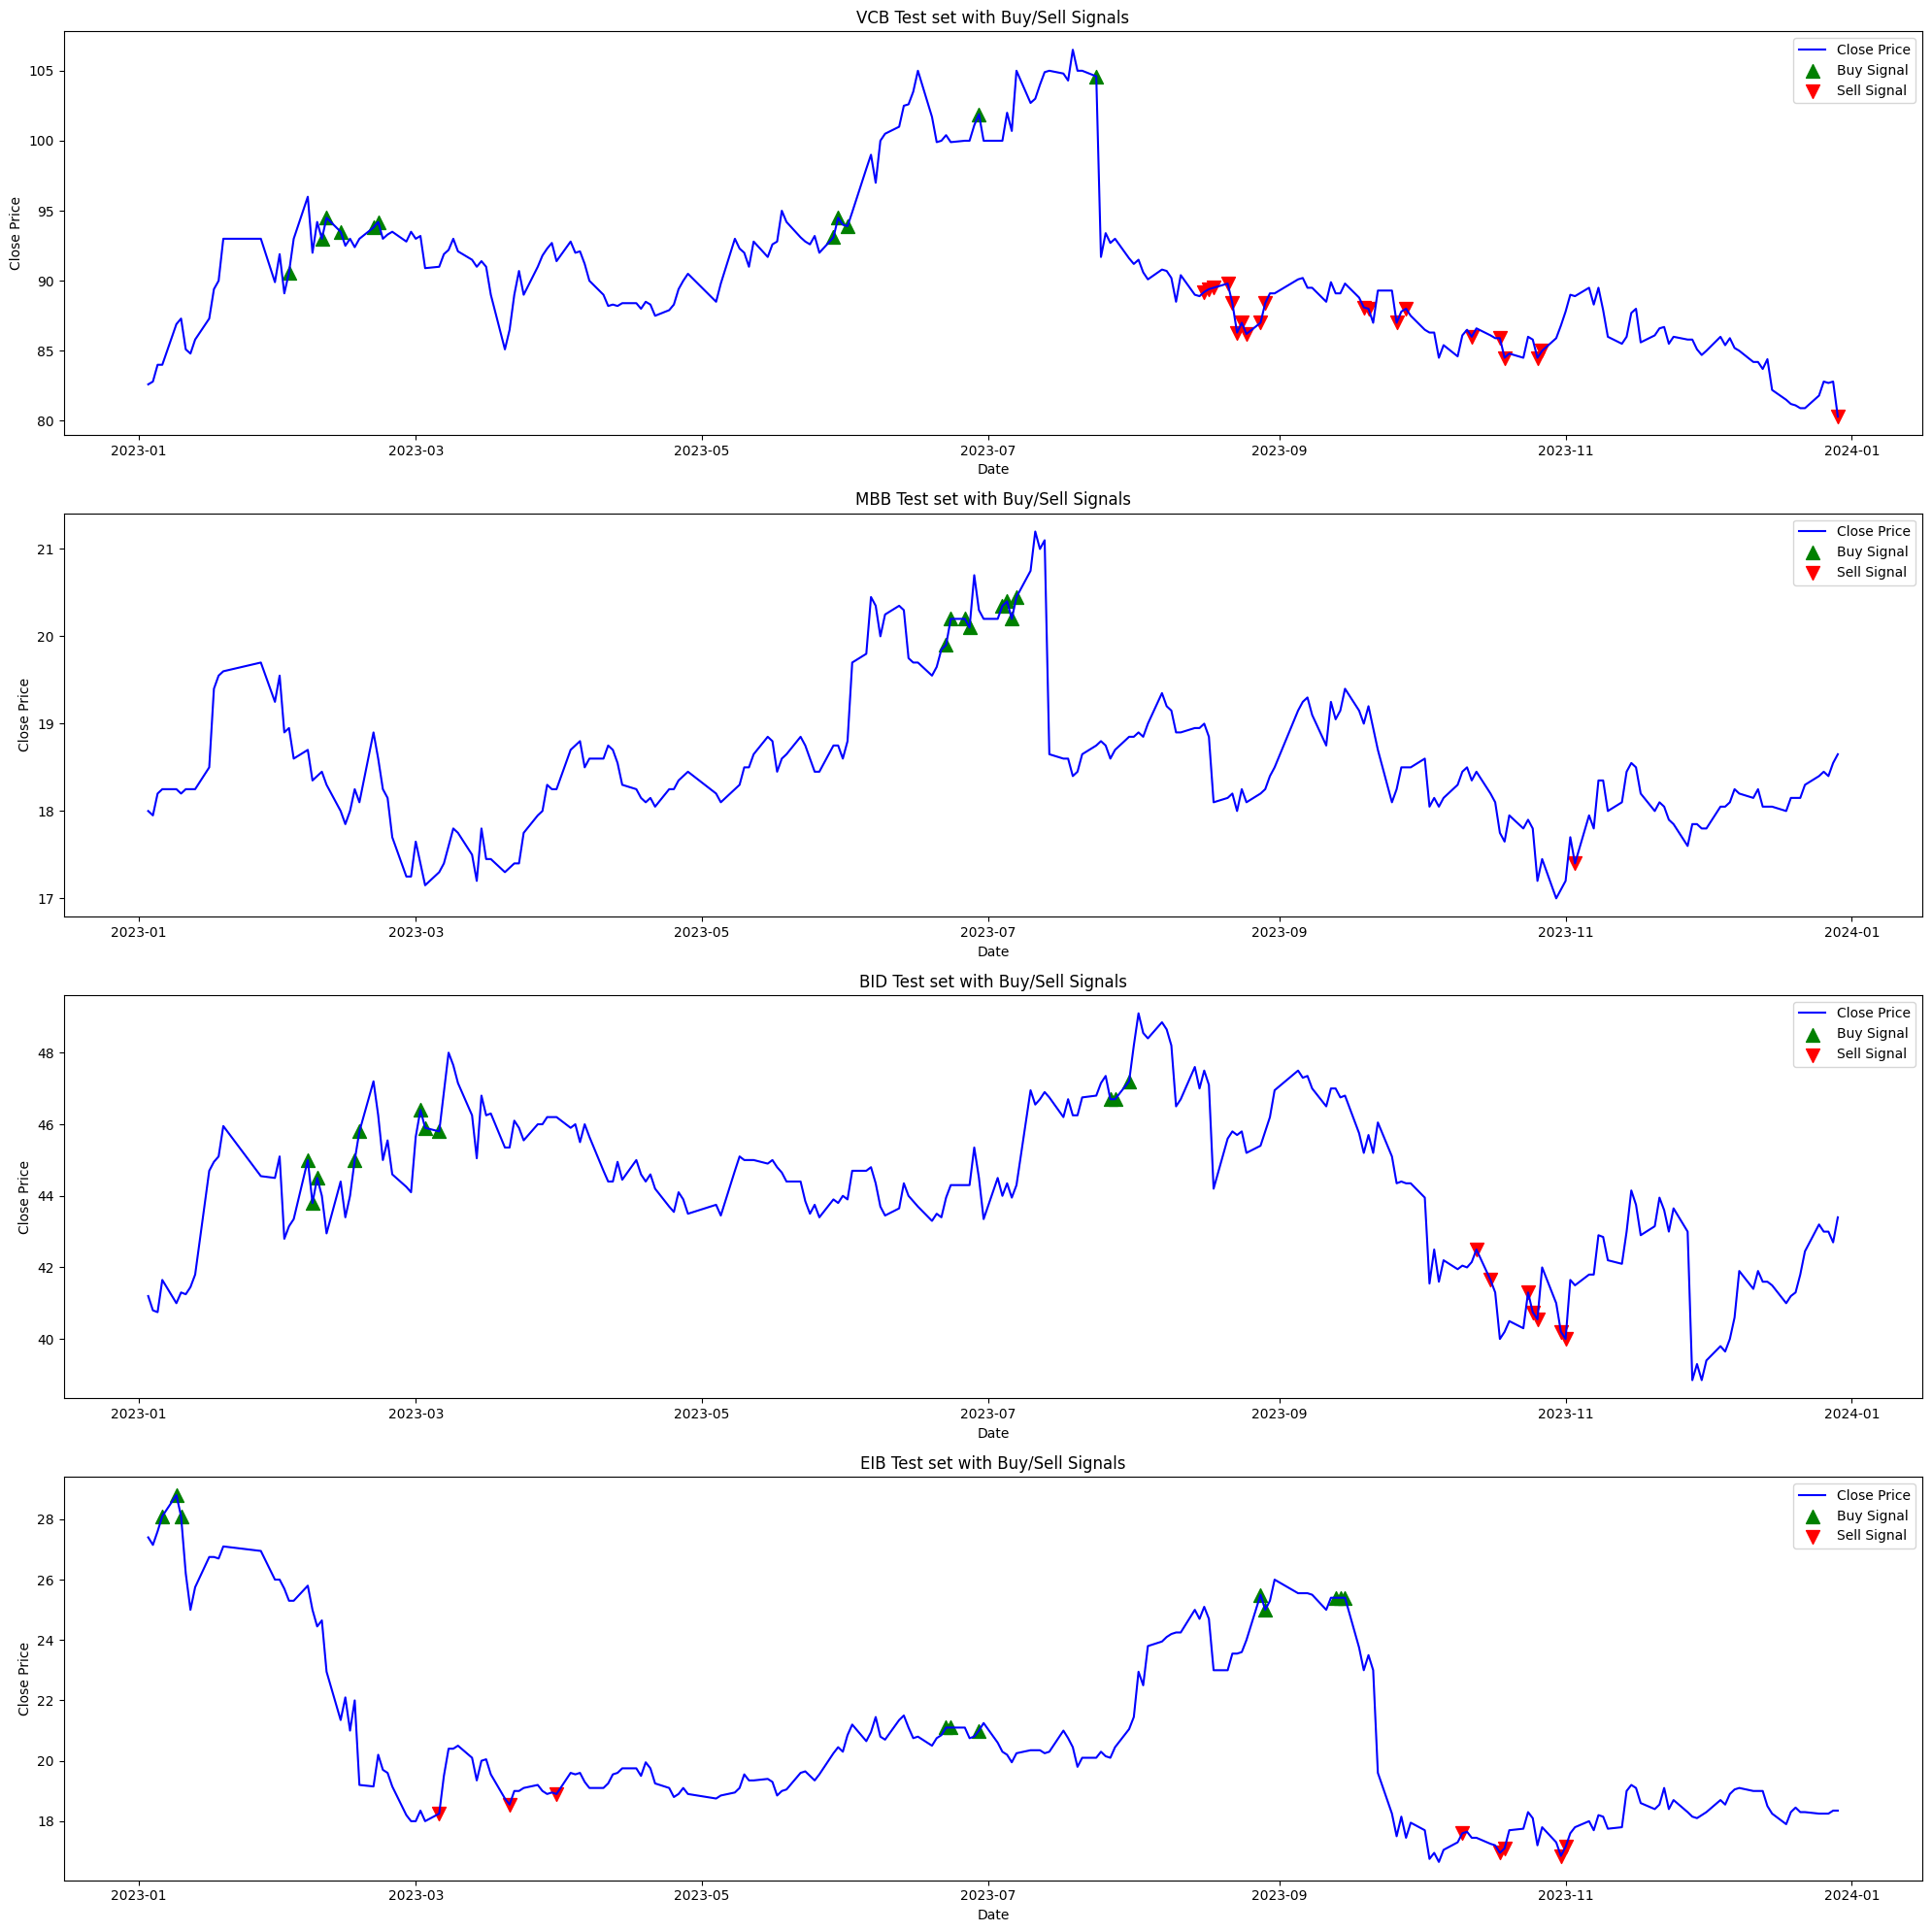 VCB Test set with Buy/Sell Signals
Close Price
Buy Signal
Sell Signal
105
100
95
90
85
80
Close Price
2023-01
2023-03
2023-05
2023-07
2023-09
2023-11
2024-01
Date
MBB Test set with Buy/Sell Signals
Close Price
Buy Signal
Sell Signal
21
20
19
18
17
Close Price
2023-01
2023-03
2023-05
2023-07
2023-09
2023-11
2024-01
Date
BID Test set with Buy/Sell Signals
Close Price
Buy Signal
Sell Signal
48
46
44
42
40
Close Price
2023-01
2023-03
2023-05
2023-07
2023-09
2023-11
2024-01
Date
EIB Test set with Buy/Sell Signals
Close Price
Buy Signal
Sell Signal
28
26
24
22
20
18
Close Price
2023-01
2023-03
2023-05
2023-07
2023-09
2023-11
2024-01
Date